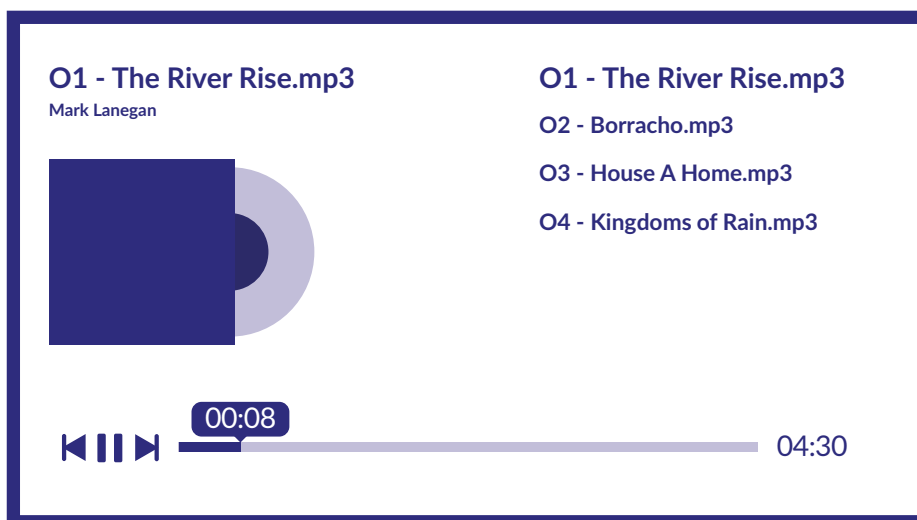 O1 - The River Rise.mp3
Mark Lanegan
O1 - The River Rise.mp3
O2 - Borracho.mp3
O3 - House A Home.mp3
O4 - Kingdoms of Rain.mp3
00:08
04:30